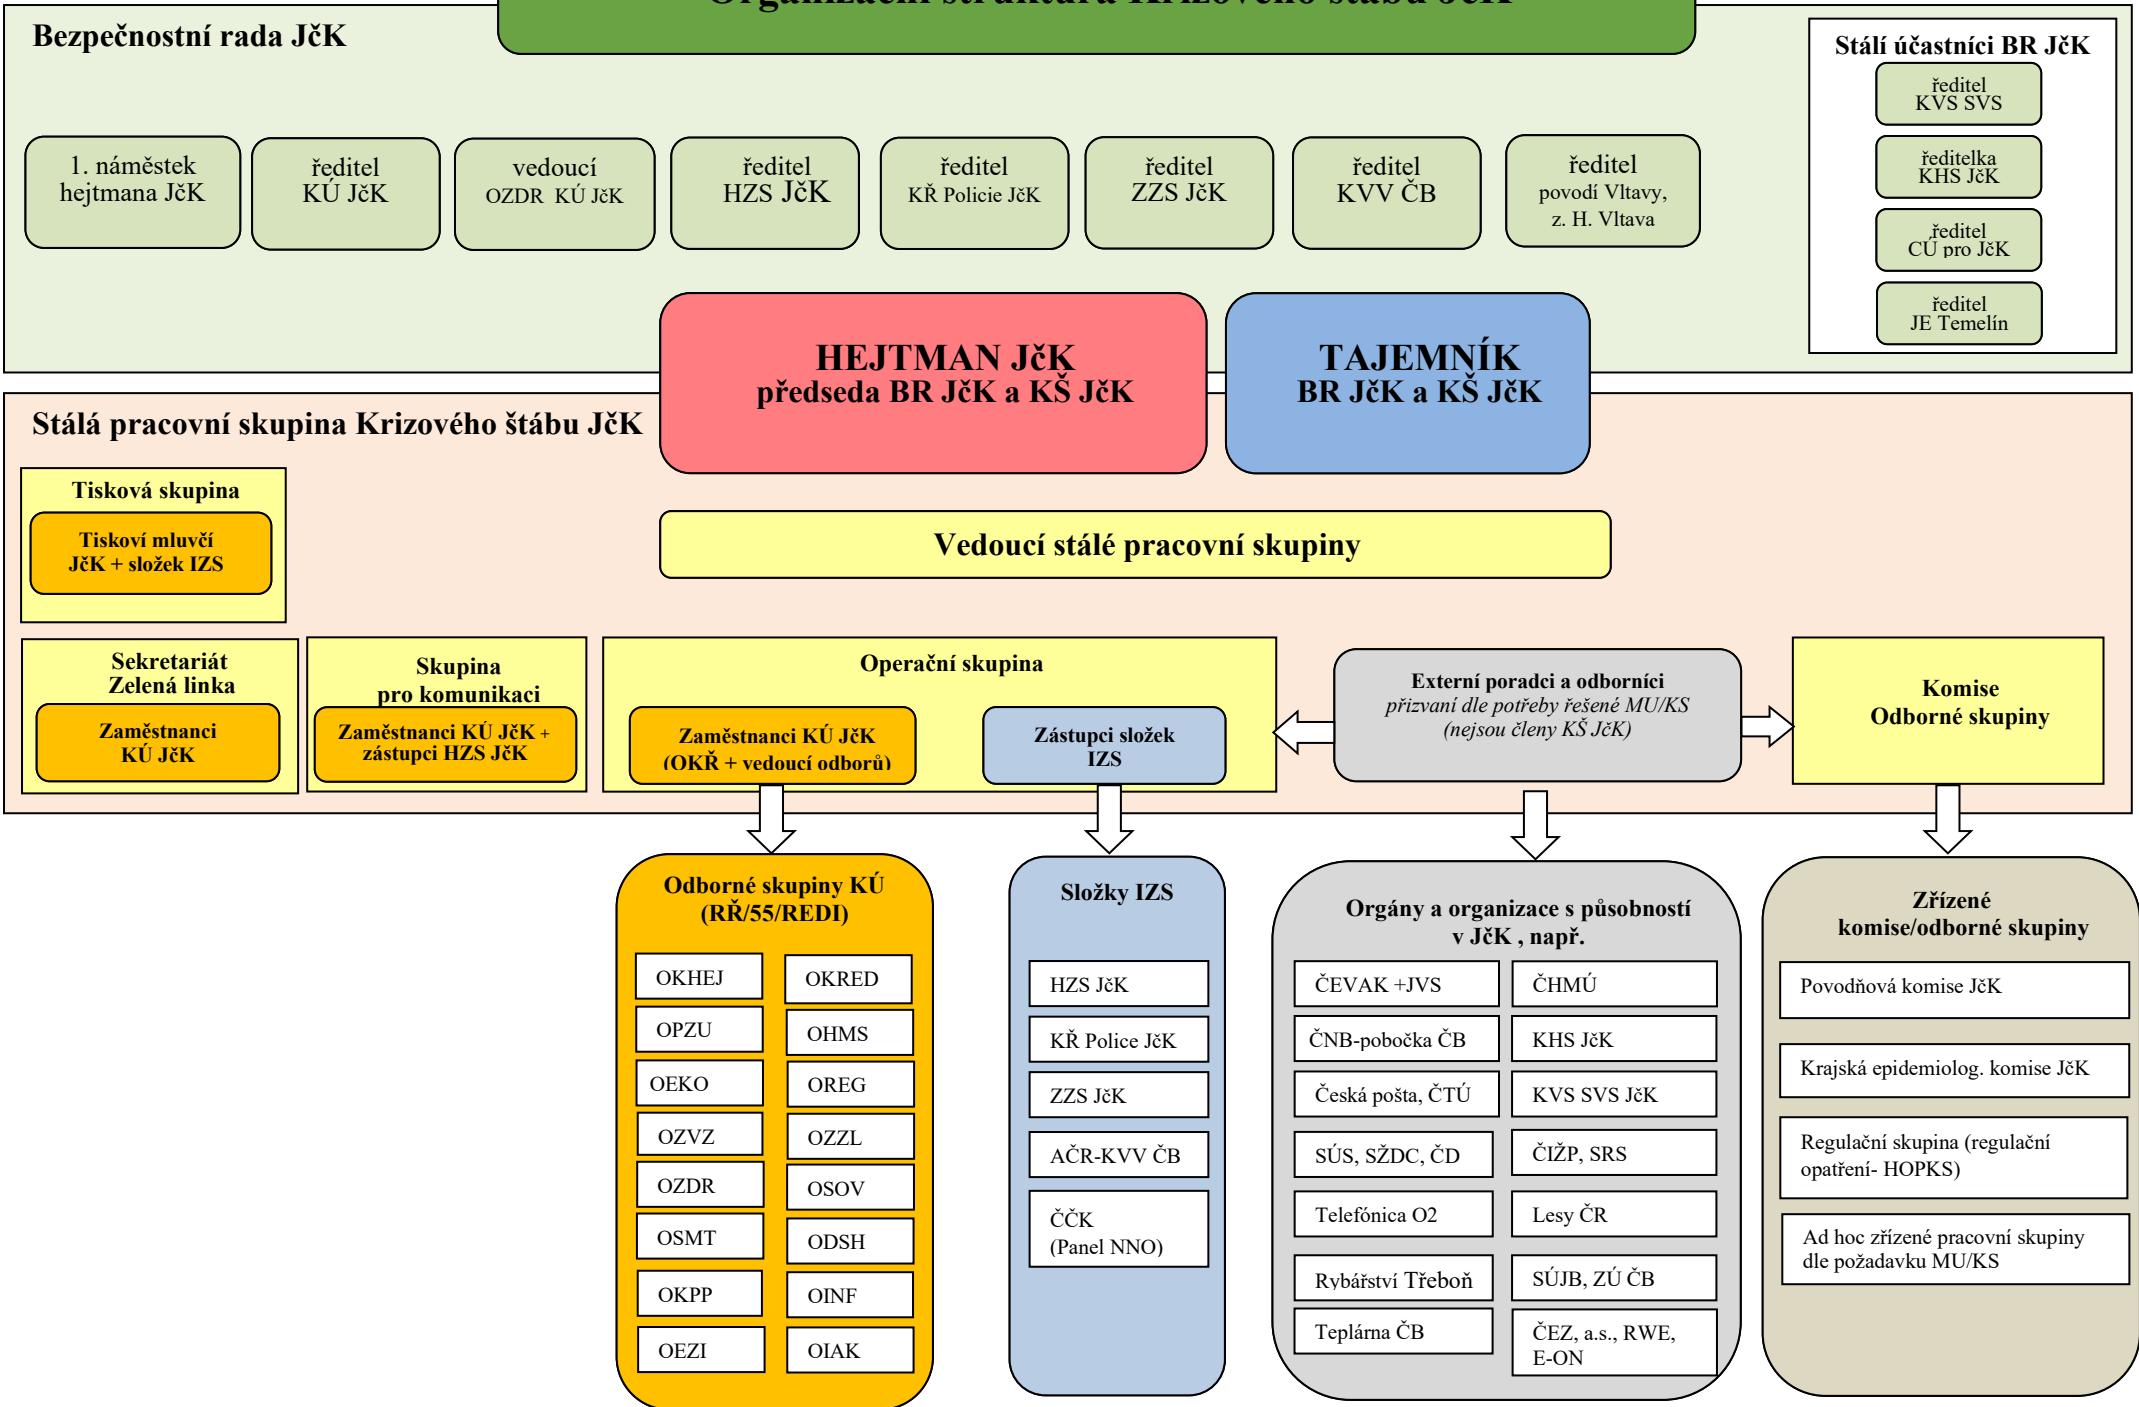 Organizační struktura Krizového štábu JčK
Bezpečnostní rada JčK
1. náměstek
hejtmana JčK
ředitel
KÚ JčK
vedoucí
OZDR KÚ JčK
ředitel
HZS JčK
ředitel
KŘ Policie JčK
ředitel
ZZS JčK
ředitel
KVV ČB
ředitel
povodí Vltavy,
z. H. Vltava
Stálí účastníci BR JčK
ředitel
KVS SVS
ředitelka
KHS JčK
ředitel
CÚ pro JčK
ředitel
JE Temelín
HEJTMAN JčK
předseda BR JčK a KŠ JčK
TAJEMNÍK
BR JčK a KŠ JčK
Stálá pracovní skupina Krizového štábu JčK
Tisková skupina
Tiskoví mluvčí
JčK + složek IZS
Vedoucí stálé pracovní skupiny
Sekretariát
Zelená linka
Zaměstnanci
KÚ JčK
Skupina
pro komunikaci
Zaměstnanci KÚ JčK +
zástupci HZS JčK
Operační skupina
Zaměstnanci KÚ JčK
(OKŘ + vedoucí odborů)
Zástupci složek
IZS
Externí poradci a odborníci
přizvaní dle potřeby řešené MU/KS
(nejsou členy KŠ JčK)
Komise
Odborné skupiny
Odborné skupiny KÚ
(RŘ/55/REDI)
OKHEJ
OKRED
OPZU
OHMS
OEKO
OREG
OZVZ
OZZL
OZDR
OSOV
OSMT
ODSH
OKPP
OINF
OEZI
OIAK
Složky IZS
HZS JčK
KŘ Police JčK
ZZS JčK
AČR-KVV ČB
ČČK
(Panel NNO)
Orgány a organizace s působností
v JčK , např.
ČEVAK +JVS
ČHMÚ
ČNB-pobočka ČB
KHS JčK
Česká pošta, ČTÚ
KVS SVS JčK
SÚS, SŽDC, ČD
ČIŽP, SRS
Telefónica O2
Lesy ČR
Rybářství Třeboň
SÚJB, ZÚ ČB
Teplárna ČB
ČEZ, a.s., RWE,
E-ON
Zřízené
komise/odborné skupiny
Povodňová komise JčK
Krajská epidemiolog. komise JčK
Regulační skupina (regulační
opatření- HOPKS)
Ad hoc zřízené pracovní skupiny
dle požadavku MU/KS